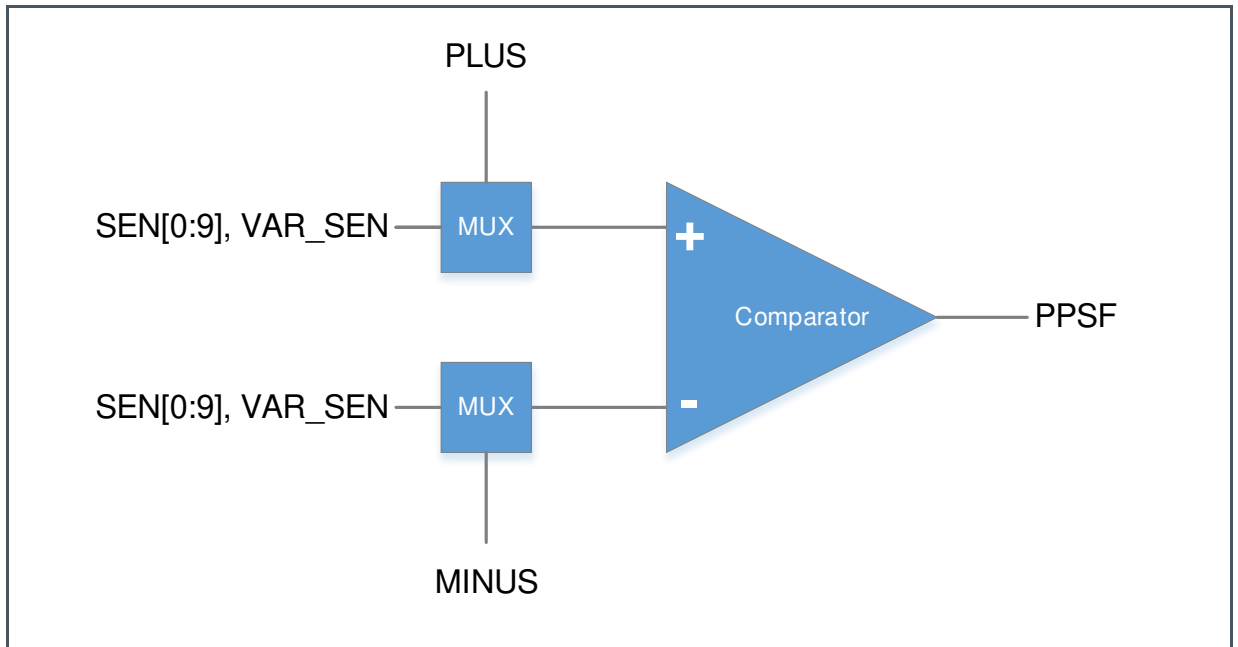 PLUS
SEN[0:9], VAR_SEN
MUX
+
Comparator
PPSF
SEN[0:9], VAR_SEN
MUX
-
MINUS